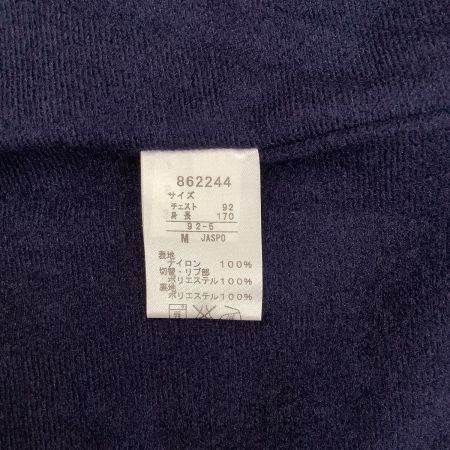 862244
サイズ
チェスト 92
身長 170
92-5
M JASPO
表地
ナイロン 100%
切替・リブ部
ポリエステル100%
裏地
ポリエステル100%